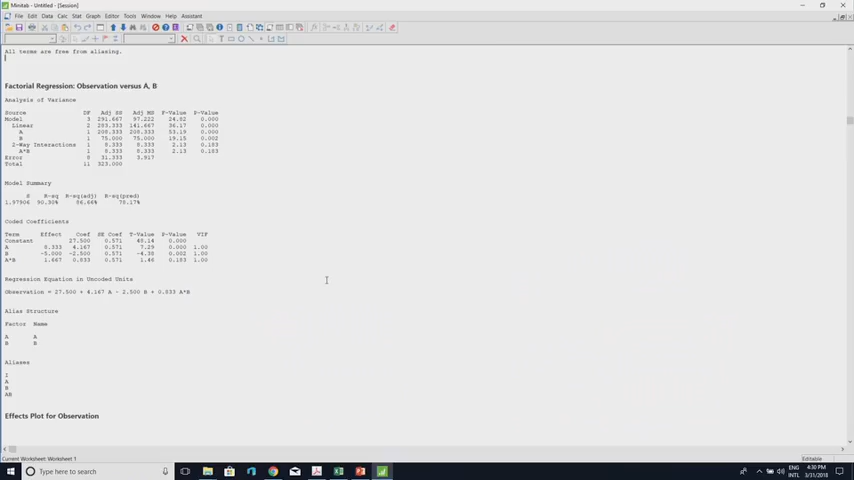 Minitab - Untitled - [Session]
File Edit Data Calc Stat Graph Editor Tools Window Help Assistant
All terms are free from aliasing.
Factorial Regression: Observation versus A, B
Analysis of Variance
Source DF Adj SS Adj MS F-Value P-Value
Model 3 291.667 97.222 24.82 0.000
Linear 2 283.333 141.667 36.17 0.000
A 1 208.333 208.333 53.19 0.000
B 1 75.000 75.000 19.15 0.002
2-Way Interactions 1 8.333 8.333 2.13 0.183
A*B 1 8.333 8.333 2.13 0.183
Error 8 31.333 3.917
Total 11 323.000
Model Summary
S R-sq R-sq(adj) R-sq(pred)
1.97906 90.30% 86.66% 78.17%
Coded Coefficients
Term Effect Coef SE Coef T-Value P-Value VIF
Constant 27.500 0.571 48.14 0.000
A 8.333 4.167 0.571 7.29 0.000 1.00
B -5.000 -2.500 0.571 -4.38 0.002 1.00
A*B 1.667 0.833 0.571 1.46 0.183 1.00
Regression Equation in Uncoded Units
Observation = 27.500 + 4.167 A - 2.500 B + 0.833 A*B
Alias Structure
Factor Name
A A
B B
Aliases
I
A
B
AB
Effects Plot for Observation
Current Worksheet: Worksheet 1
Editable
Type here to search
ENG 4:30 PM
INTL 3/31/2018